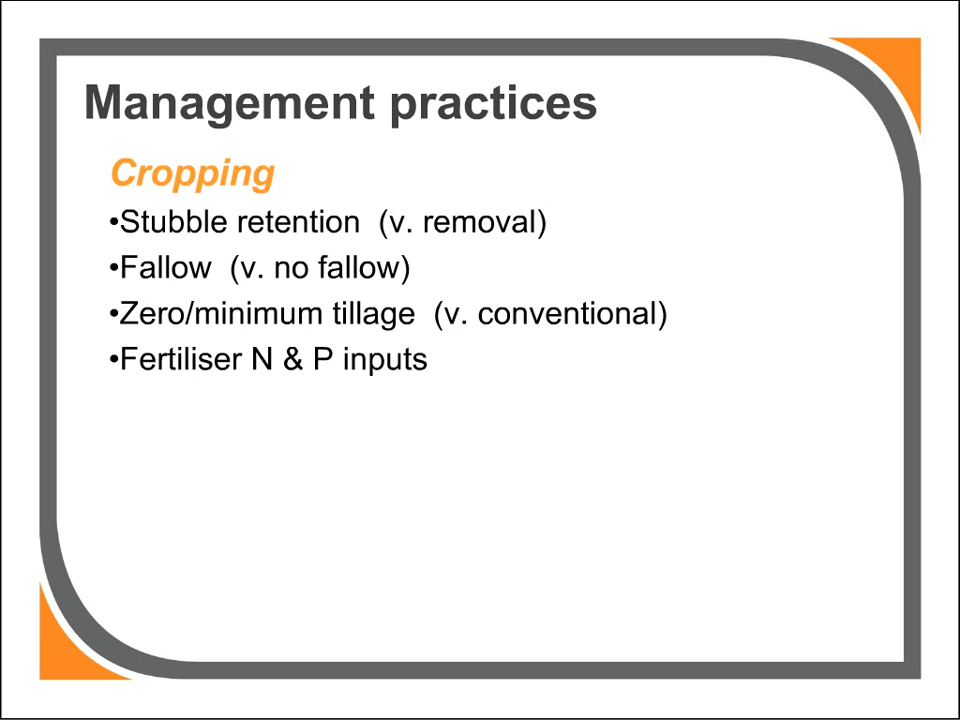 Management practices
Cropping
•Stubble retention  (v. removal)
•Fallow  (v. no fallow)
•Zero/minimum tillage  (v. conventional)
•Fertiliser N & P inputs